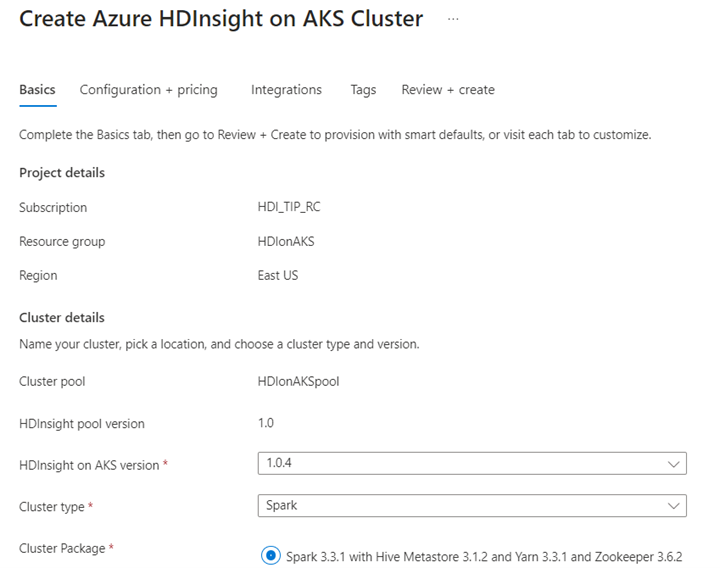 Create Azure HDInsight on AKS Cluster ...
Basics Configuration + pricing Integrations Tags Review + create
Complete the Basics tab, then go to Review + Create to provision with smart defaults, or visit each tab to customize.
Project details
Subscription HDI_TIP_RC
Resource group HDIonAKS
Region East US
Cluster details
Name your cluster, pick a location, and choose a cluster type and version.
Cluster pool HDIonAKSpool
HDInsight pool version 1.0
HDInsight on AKS version * 1.0.4
Cluster type * Spark
Cluster Package * Spark 3.3.1 with Hive Metastore 3.1.2 and Yarn 3.3.1 and Zookeeper 3.6.2